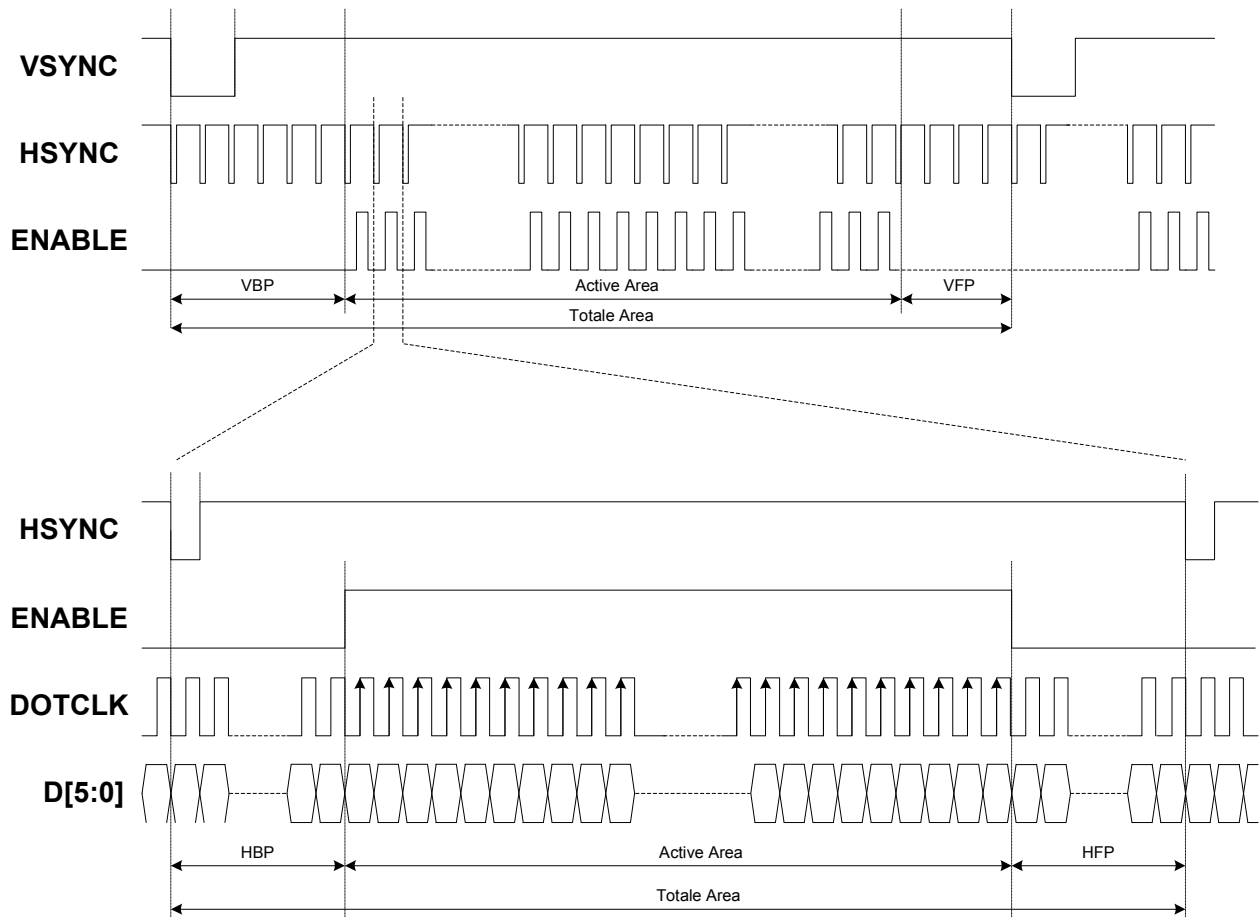 VSYNC
HSYNC
ENABLE
VBP
Active Area
VFP
Totale Area
HSYNC
ENABLE
DOTCLK
D[5:0]
HBP
Active Area
HFP
Totale Area